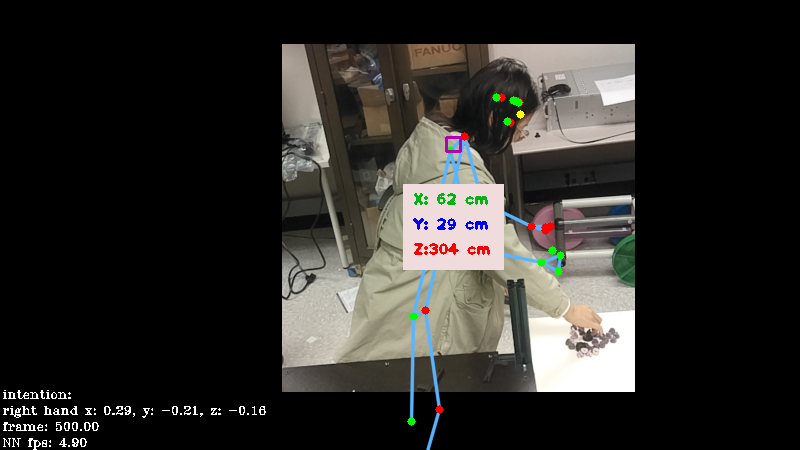 FANUC
X: 62 cm
Y: 29 cm
Z:304 cm
intention:
right hand x: 0.29, y: −0.21, z: −0.16
frame: 500.00
NN fps: 4.90